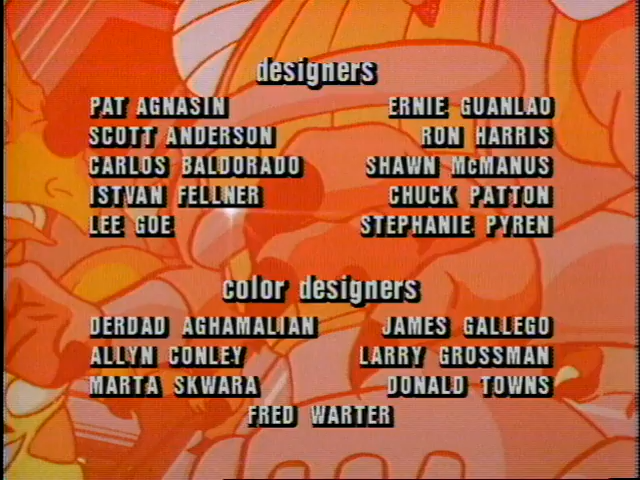 designers
PAT AGNASIN ERNIE GUANLAO
SCOTT ANDERSON RON HARRIS
CARLOS BALDORADO SHAWN McMANUS
ISTVAN FELLNER CHUCK PATTON
LEE GOE STEPHANIE PYREN
color designers
DERDAD AGHAMALIAN JAMES GALLEGO
ALLYN CONLEY LARRY GROSSMAN
MARTA SKWARA DONALD TOWNS
FRED WARTER